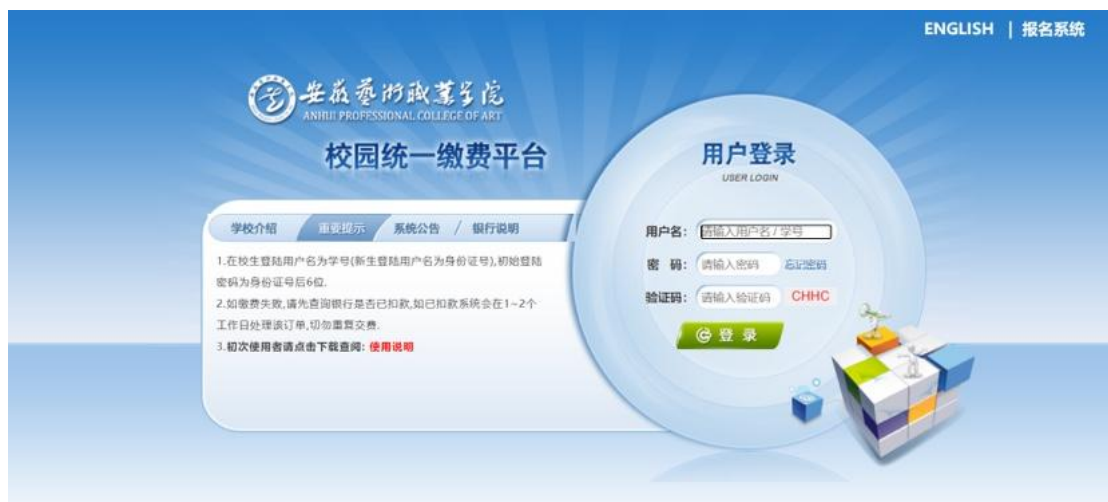 ENGLISH | 报名系统
安徽艺术职业学院
ANHUI PROFESSIONAL COLLEGE OF ART
校园统一缴费平台
学校介绍 重要提示 系统公告 / 银行说明
1.在校生登陆用户名为学号(新生登陆用户名为身份证号),初始登陆
密码为身份证号后6位.
2.如缴费失败,请先查询银行是否已扣款,如已扣款系统会在1~2个
工作日处理该订单,切勿重复交费.
3.初次使用者请点击下载查阅: 使用说明
用户登录
USER LOGIN
用户名: 请输入用户名 / 学号
密 码: 请输入密码 忘记密码
验证码: 请输入验证码 CHHC
登 录